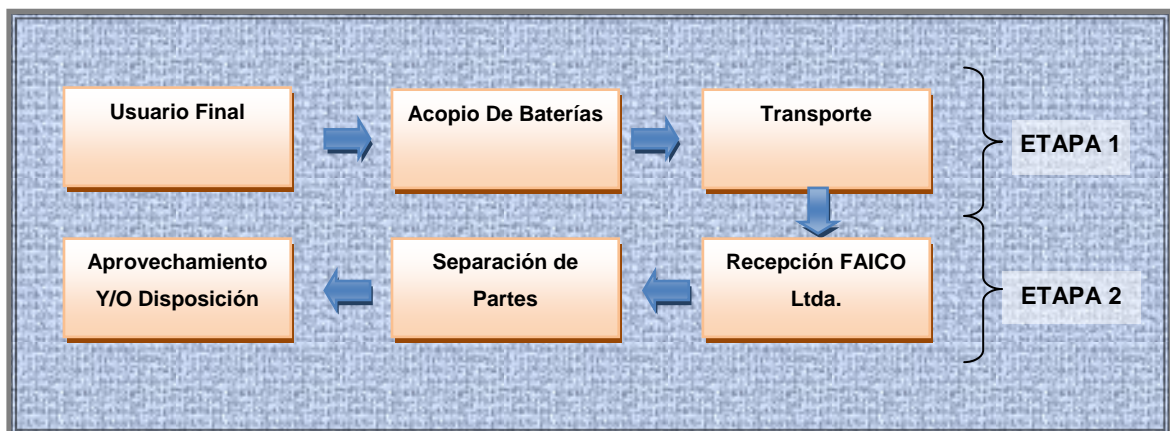 Usuario Final
Acopio De Baterías
Transporte
ETAPA 1
Recepción FAICO
Ltda.
Separación de
Partes
Aprovechamiento
Y/O Disposición
ETAPA 2